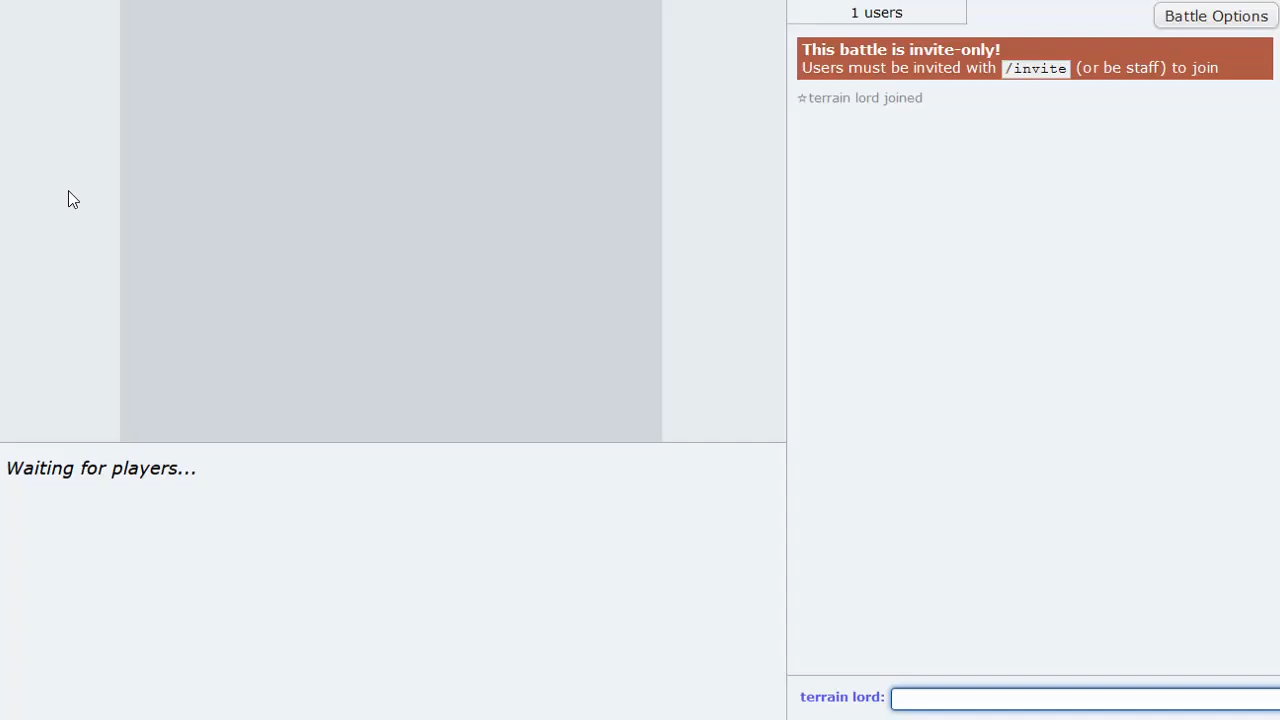 1 users
Battle Options
This battle is invite-only!
Users must be invited with /invite (or be staff) to join
☆terrain lord joined
Waiting for players...
terrain lord: